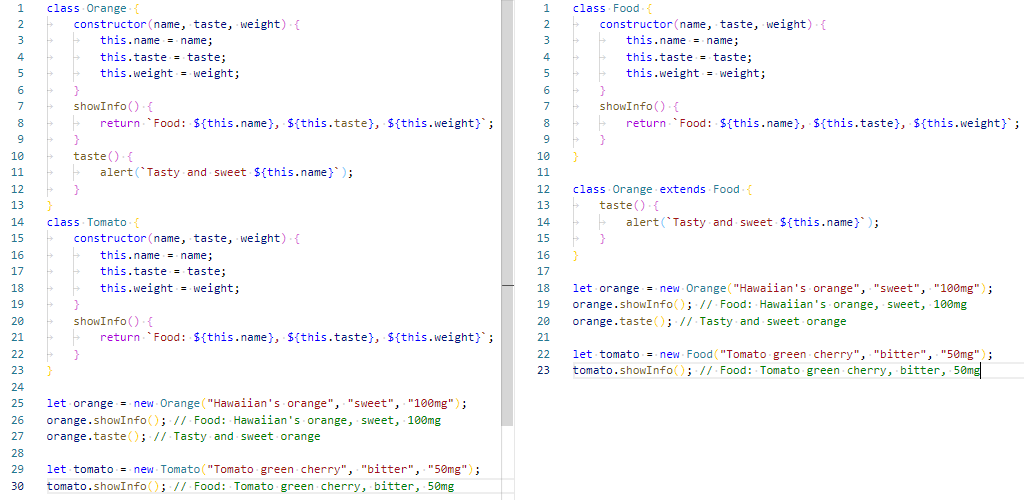 1 class Orange {
2 constructor(name, taste, weight) {
3 this.name = name;
4 this.taste = taste;
5 this.weight = weight;
6 }
7 showInfo() {
8 return `Food: ${this.name}, ${this.taste}, ${this.weight}`;
9 }
10 taste() {
11 alert(`Tasty and sweet ${this.name}`);
12 }
13 }
14 class Tomato {
15 constructor(name, taste, weight) {
16 this.name = name;
17 this.taste = taste;
18 this.weight = weight;
19 }
20 showInfo() {
21 return `Food: ${this.name}, ${this.taste}, ${this.weight}`;
22 }
23 }
24
25 let orange = new Orange("Hawaiian's orange", "sweet", "100mg");
26 orange.showInfo(); // Food: Hawaiian's orange, sweet, 100mg
27 orange.taste(); // Tasty and sweet orange
28
29 let tomato = new Tomato("Tomato green cherry", "bitter", "50mg");
30 tomato.showInfo(); // Food: Tomato green cherry, bitter, 50mg
1 class Food {
2 constructor(name, taste, weight) {
3 this.name = name;
4 this.taste = taste;
5 this.weight = weight;
6 }
7 showInfo() {
8 return `Food: ${this.name}, ${this.taste}, ${this.weight}`;
9 }
10 }
11
12 class Orange extends Food {
13 taste() {
14 alert(`Tasty and sweet ${this.name}`);
15 }
16 }
17
18 let orange = new Orange("Hawaiian's orange", "sweet", "100mg");
19 orange.showInfo(); // Food: Hawaiian's orange, sweet, 100mg
20 orange.taste(); // Tasty and sweet orange
21
22 let tomato = new Food("Tomato green cherry", "bitter", "50mg");
23 tomato.showInfo(); // Food: Tomato green cherry, bitter, 50mg